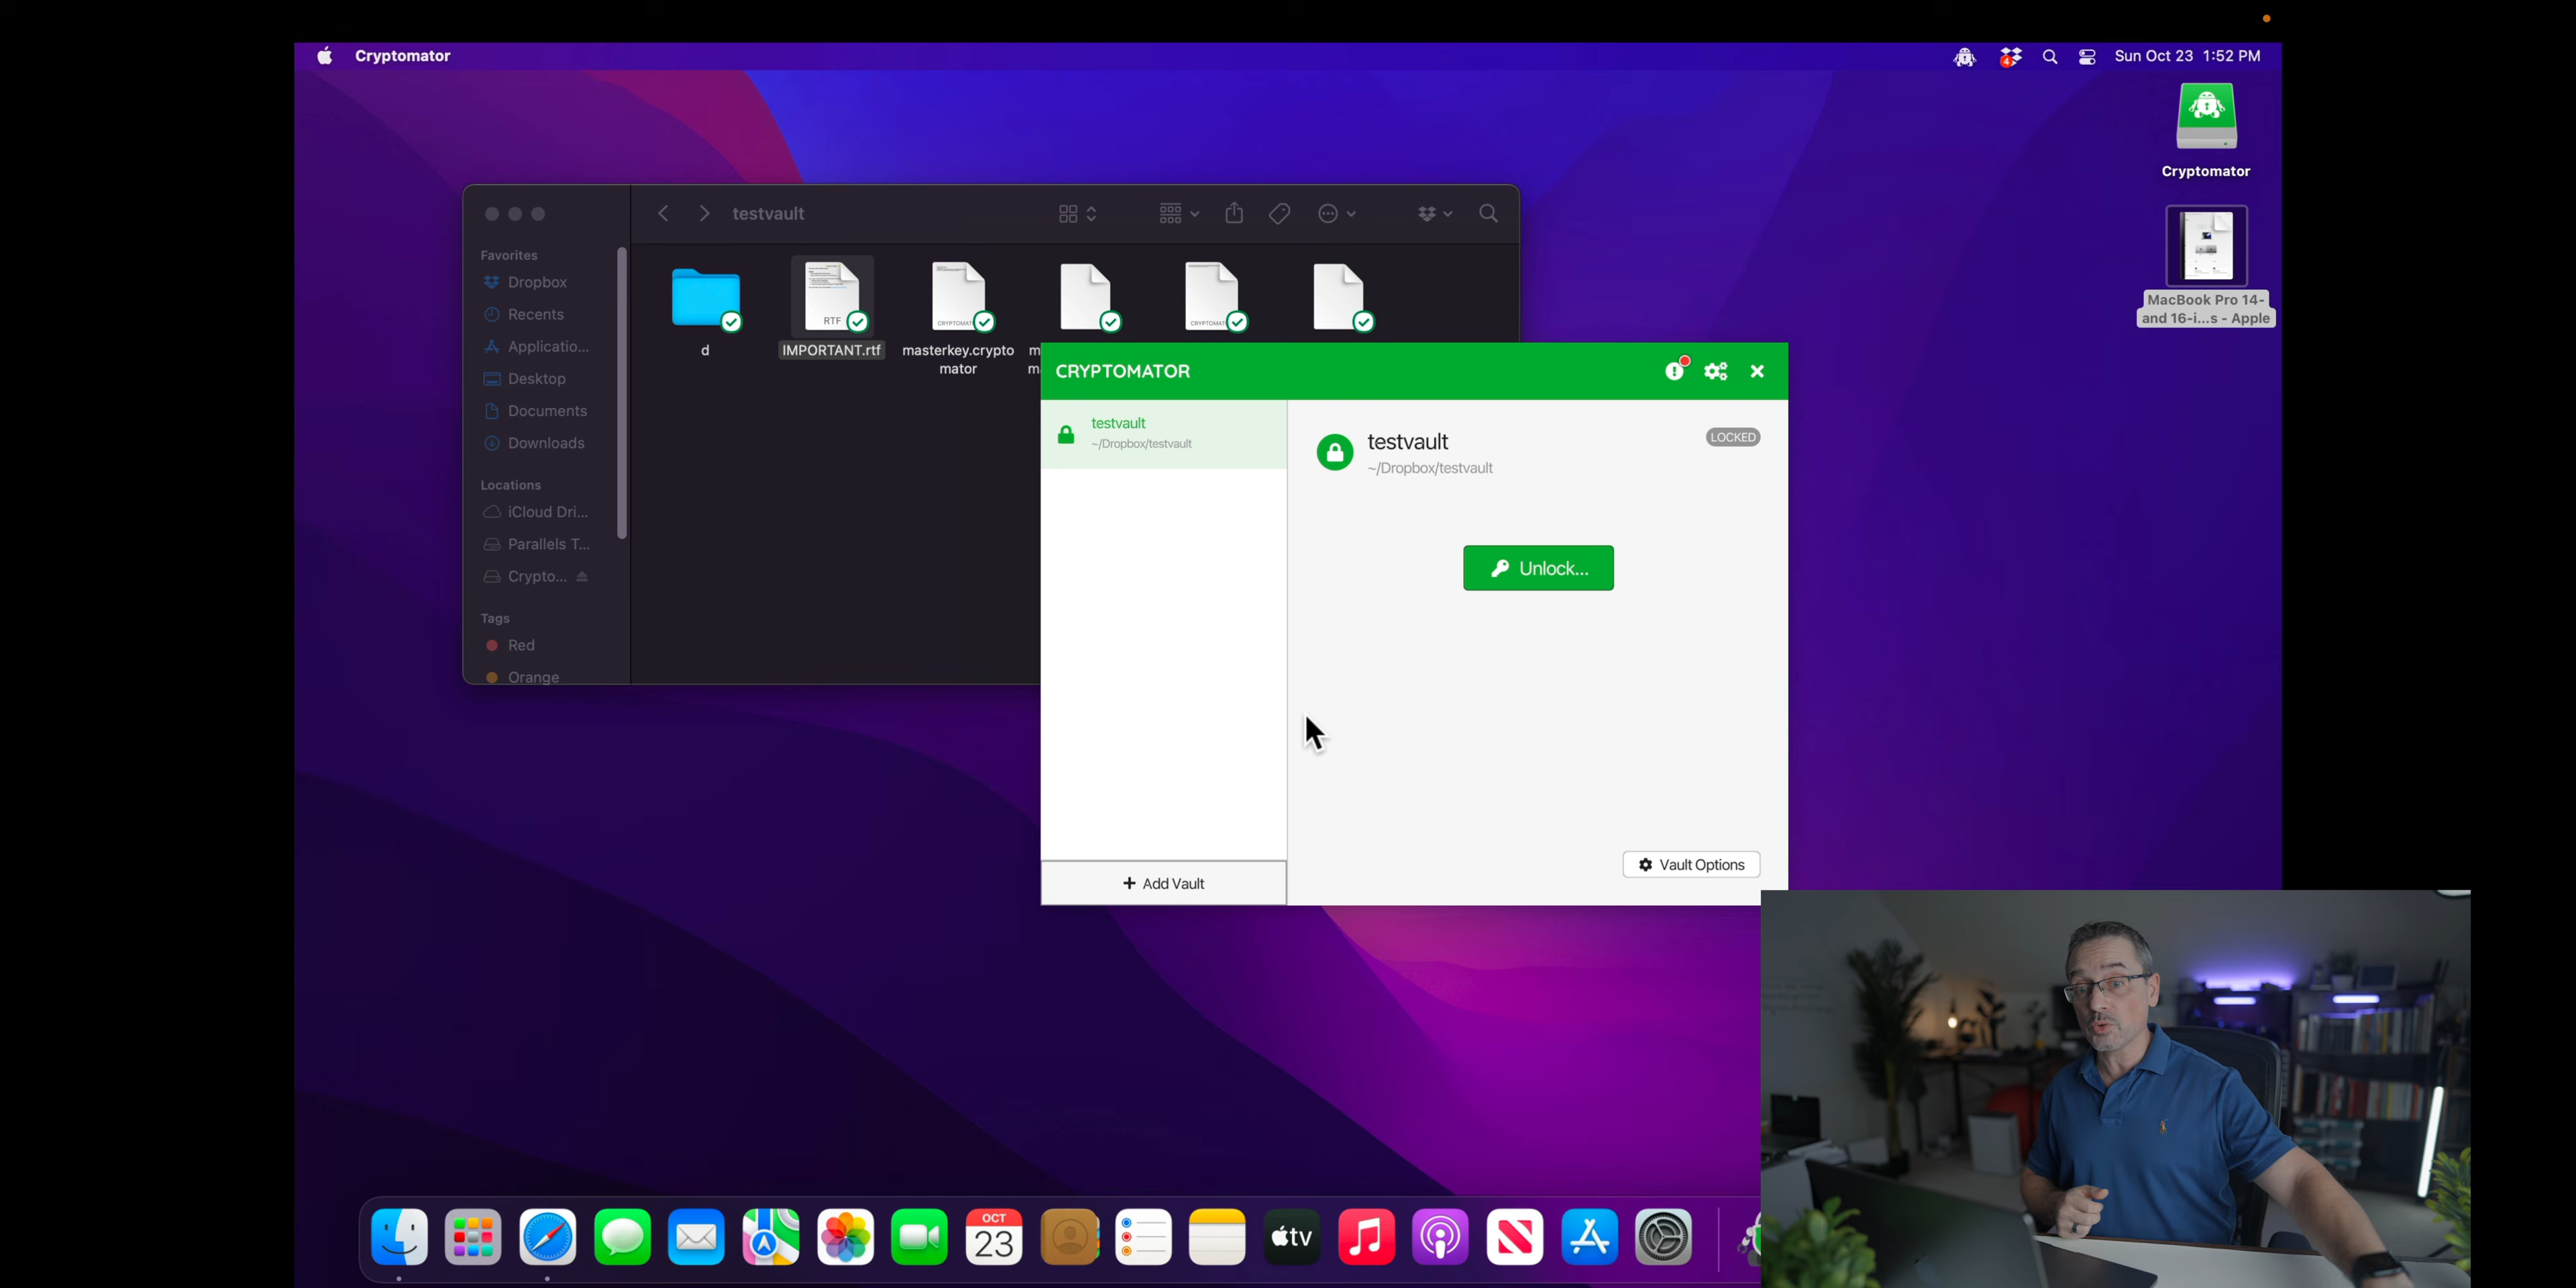 Cryptomator
Sun Oct 23 1:52 PM
Cryptomator
MacBook Pro 14-
and 16-i...s - Apple
testvault
Favorites
Dropbox
Recents
Applicatio...
Desktop
Documents
Downloads
Locations
iCloud Dri...
Parallels T...
Crypto...
Tags
Red
Orange
d
RTF
IMPORTANT.rtf
masterkey.crypto
mator
CRYPTOMATOR
testvault
~/Dropbox/testvault
testvault
~/Dropbox/testvault
LOCKED
Unlock...
Vault Options
+ Add Vault
OCT
23
tv